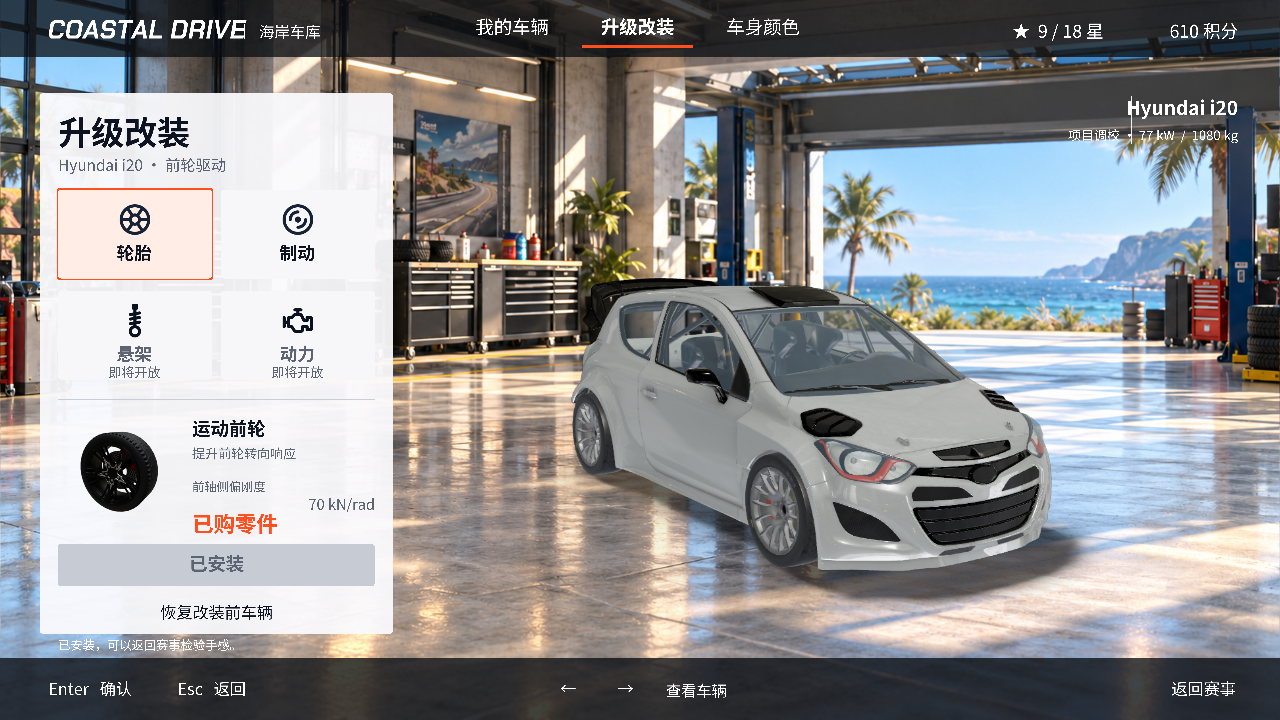 COASTAL DRIVE 海岸车库
我的车辆 升级改装 车身颜色
★ 9 / 18 星 610 积分
Hyundai i20
项目调校 · 77 kW / 1080 kg
升级改装
Hyundai i20 · 前轮驱动
轮胎 制动
悬架 动力
即将开放 即将开放
运动前轮
提升前轮转向响应
前轴侧偏刚度
70 kN/rad
已购零件
已安装
恢复改装前车辆
已安装，可以返回赛事检验手感。
Enter 确认 Esc 返回 ← → 查看车辆 返回赛事